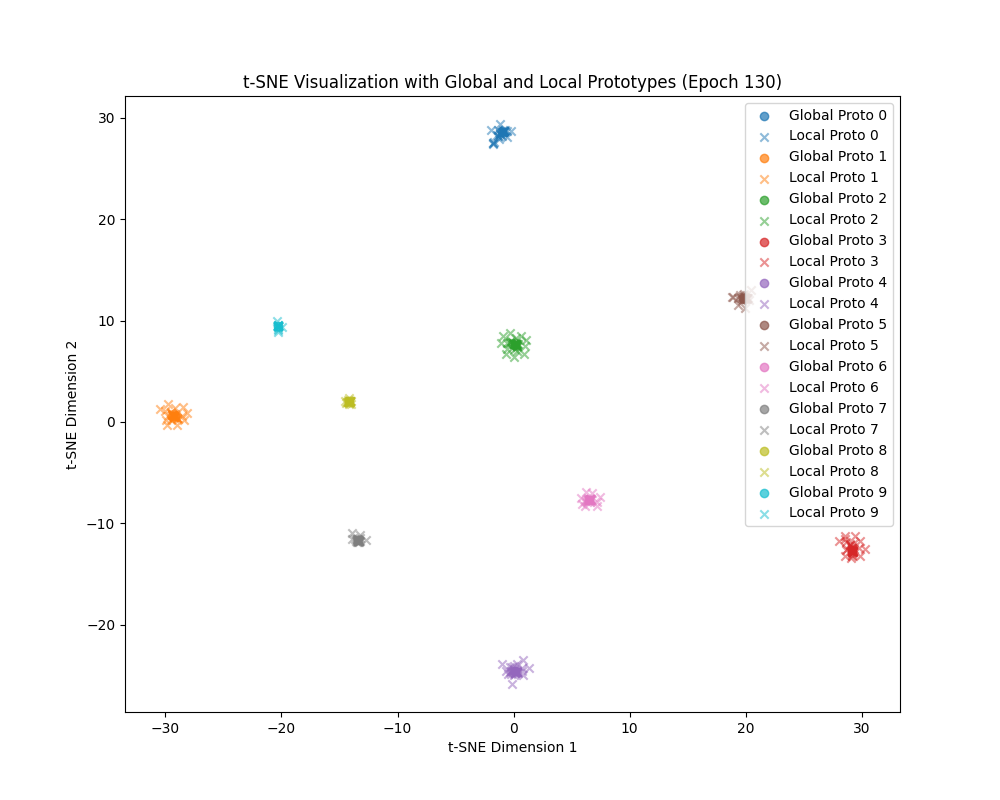 t-SNE Visualization with Global and Local Prototypes (Epoch 130)
Global Proto 0
Local Proto 0
Global Proto 1
Local Proto 1
Global Proto 2
Local Proto 2
Global Proto 3
Local Proto 3
Global Proto 4
Local Proto 4
Global Proto 5
Local Proto 5
Global Proto 6
Local Proto 6
Global Proto 7
Local Proto 7
Global Proto 8
Local Proto 8
Global Proto 9
Local Proto 9
t-SNE Dimension 2
30
20
10
0
−10
−20
−30
−20
−10
0
10
20
30
t-SNE Dimension 1